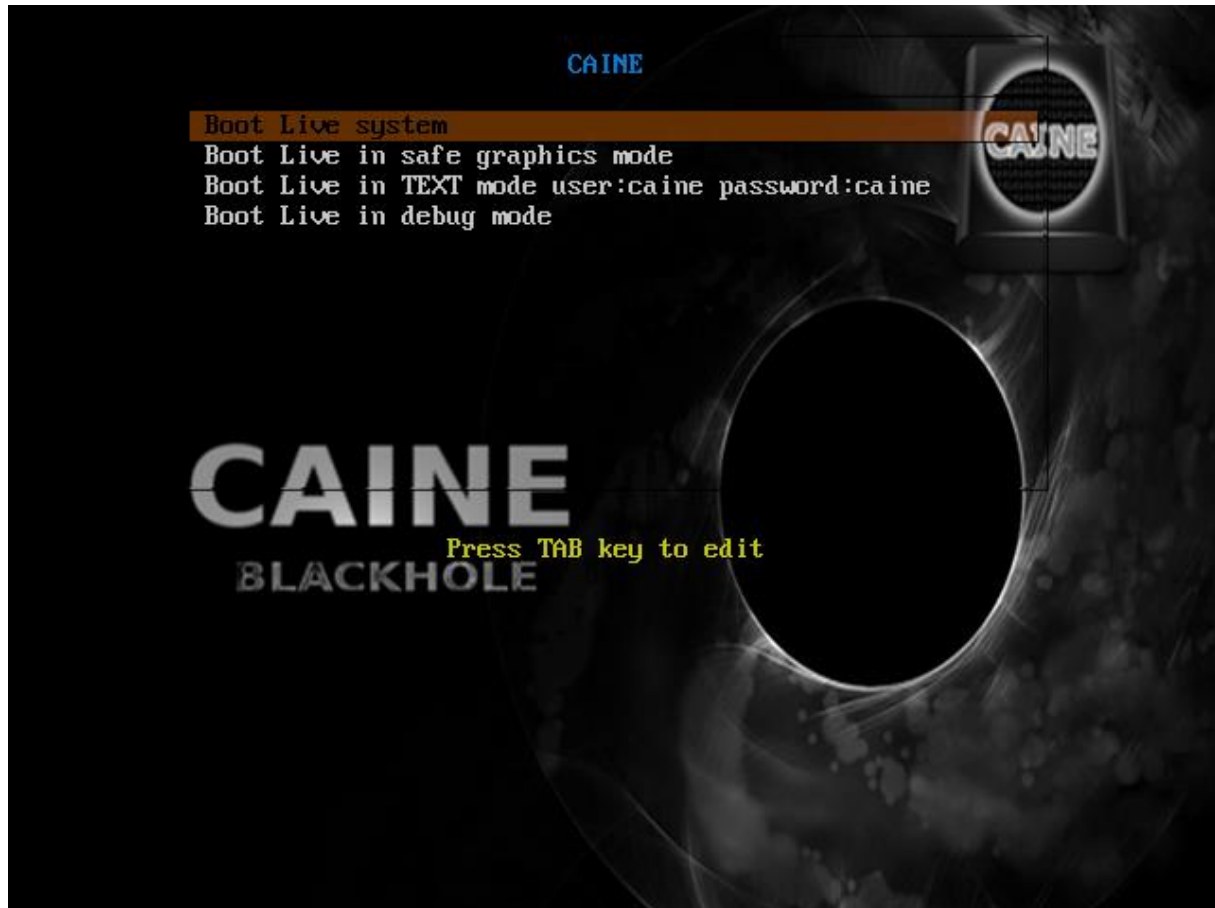 CAINE
Boot Live system
Boot Live in safe graphics mode
Boot Live in TEXT mode user:caine password:caine
Boot Live in debug mode
CAINE
CAINE
Press TAB key to edit
BLACKHOLE